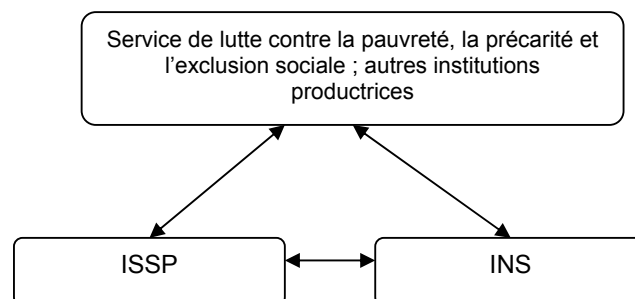 Service de lutte contre la pauvreté, la précarité et
l’exclusion sociale ; autres institutions
productrices
ISSP
INS